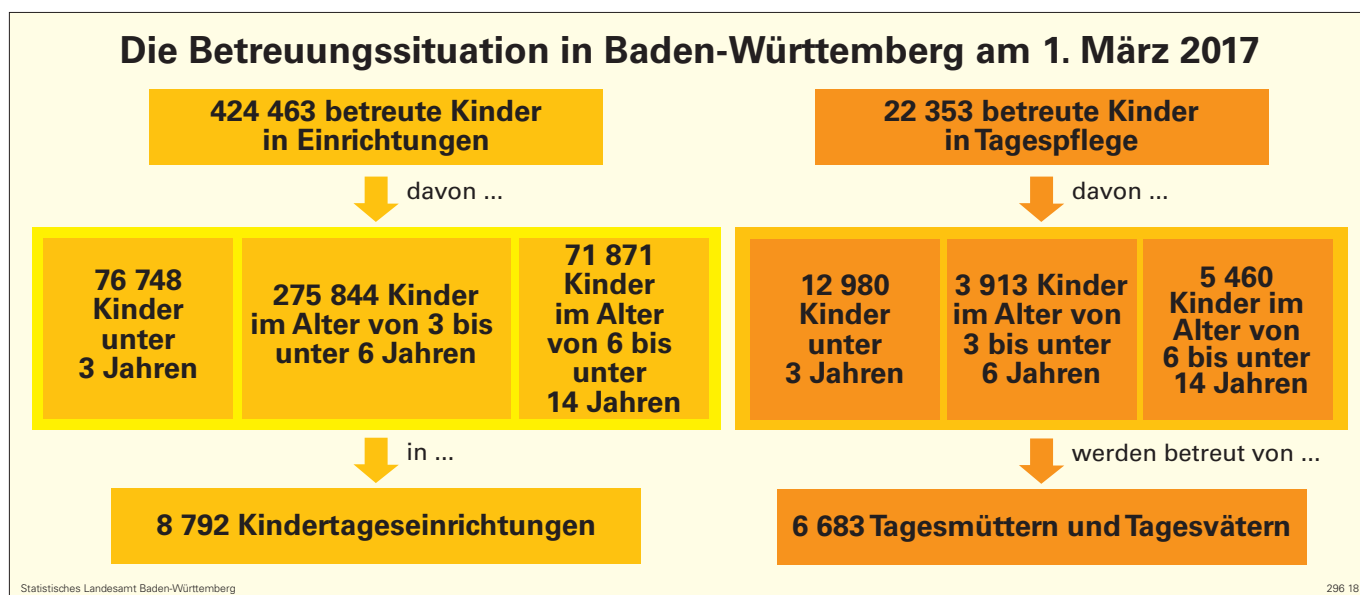 Die Betreuungssituation in Baden-Württemberg am 1. März 2017
424 463 betreute Kinder
in Einrichtungen
davon ...
76 748
Kinder
unter
3 Jahren
275 844 Kinder
im Alter von 3 bis
unter 6 Jahren
71 871
Kinder
im Alter
von 6 bis
unter
14 Jahren
in ...
8 792 Kindertageseinrichtungen
22 353 betreute Kinder
in Tagespflege
davon ...
12 980
Kinder
unter
3 Jahren
3 913 Kinder
im Alter von
3 bis unter
6 Jahren
5 460
Kinder im
Alter von
6 bis unter
14 Jahren
werden betreut von ...
6 683 Tagesmüttern und Tagesvätern
Statistisches Landesamt Baden-Württemberg
296 18